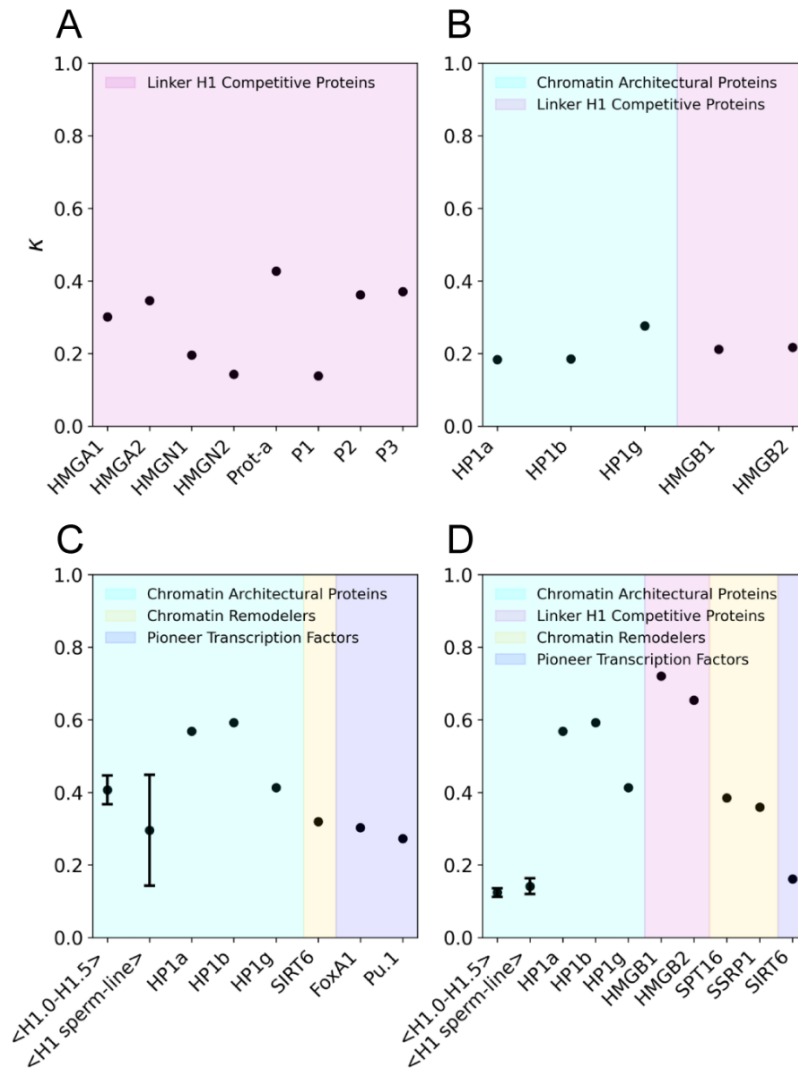 A
1.0
0.8
0.6
0.4
0.2
0.0
κ
Linker H1 Competitive Proteins
HMGA1
HMGA2
HMGN1
HMGN2
Prot-a
P1
P2
P3
B
1.0
0.8
0.6
0.4
0.2
0.0
Chromatin Architectural Proteins
Linker H1 Competitive Proteins
HP1a
HP1b
HP1g
HMGB1
HMGB2
C
1.0
0.8
0.6
0.4
0.2
0.0
Chromatin Architectural Proteins
Chromatin Remodelers
Pioneer Transcription Factors
<H1.0-H1.5>
<H1 sperm-line>
HP1a
HP1b
HP1g
SIRT6
FoxA1
Pu.1
D
1.0
0.8
0.6
0.4
0.2
0.0
Chromatin Architectural Proteins
Linker H1 Competitive Proteins
Chromatin Remodelers
Pioneer Transcription Factors
<H1.0-H1.5>
<H1 sperm-line>
HP1a
HP1b
HP1g
HMGB1
HMGB2
SPT16
SSRP1
SIRT6